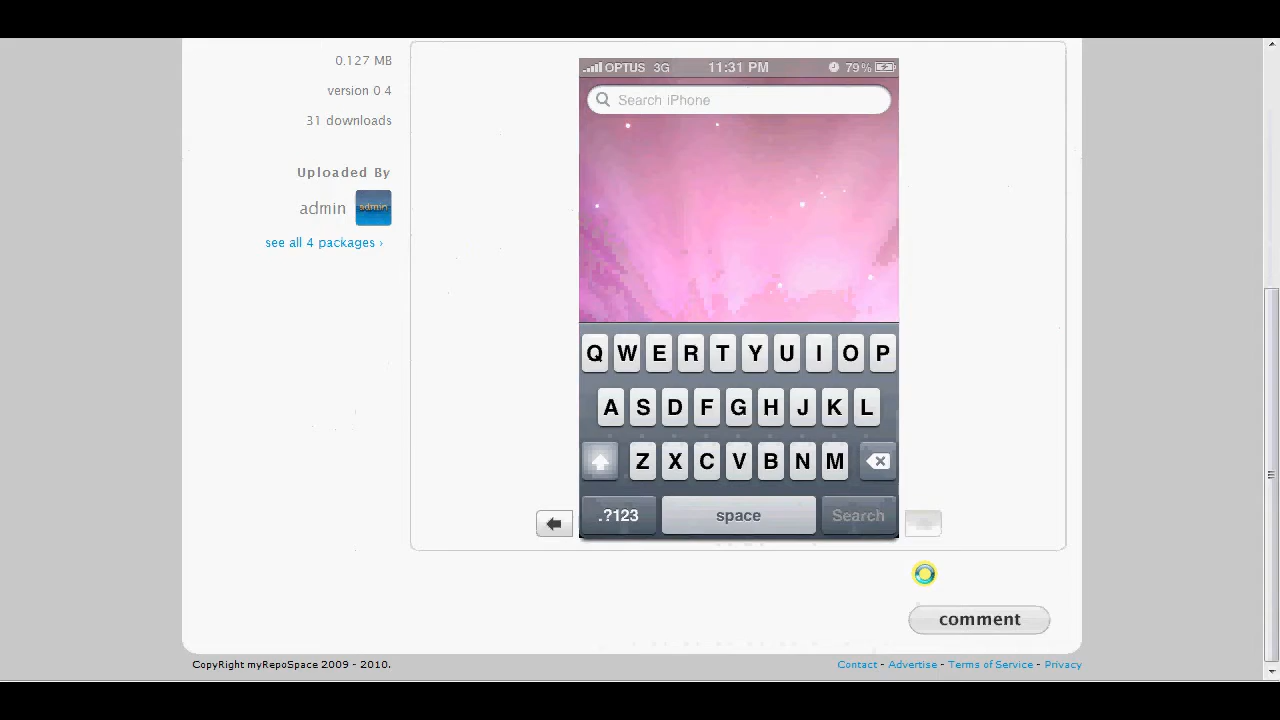 0.127 MB
version 0 4
31 downloads
Uploaded By
admin
admin
see all 4 packages ›
OPTUS 3G 11:31 PM 79%
Search iPhone
Q W E R T Y U I O P
A S D F G H J K L
Z X C V B N M
.?123 space Search
comment
CopyRight myRepoSpace 2009 - 2010.
Contact - Advertise - Terms of Service - Privacy